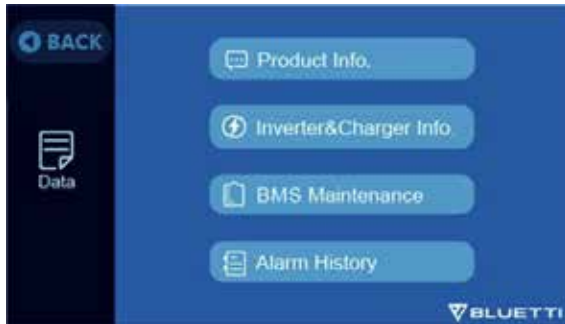 BACK
Data
Product Info.
Inverter&Charger Info
BMS Maintenance
Alarm History
BLUETTI